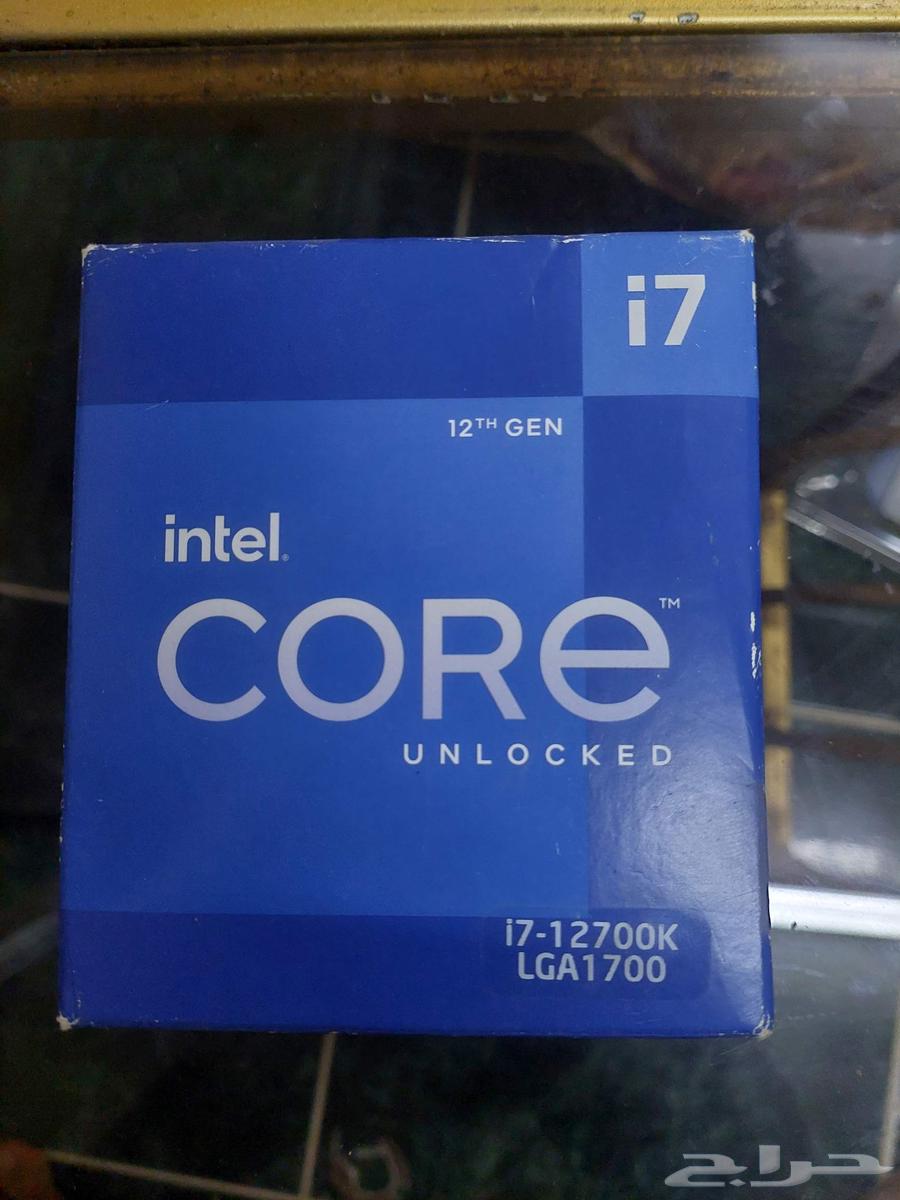 i7
12TH GEN
intel®
CORe™
UNLOCKED
i7-12700K
LGA1700
حراج